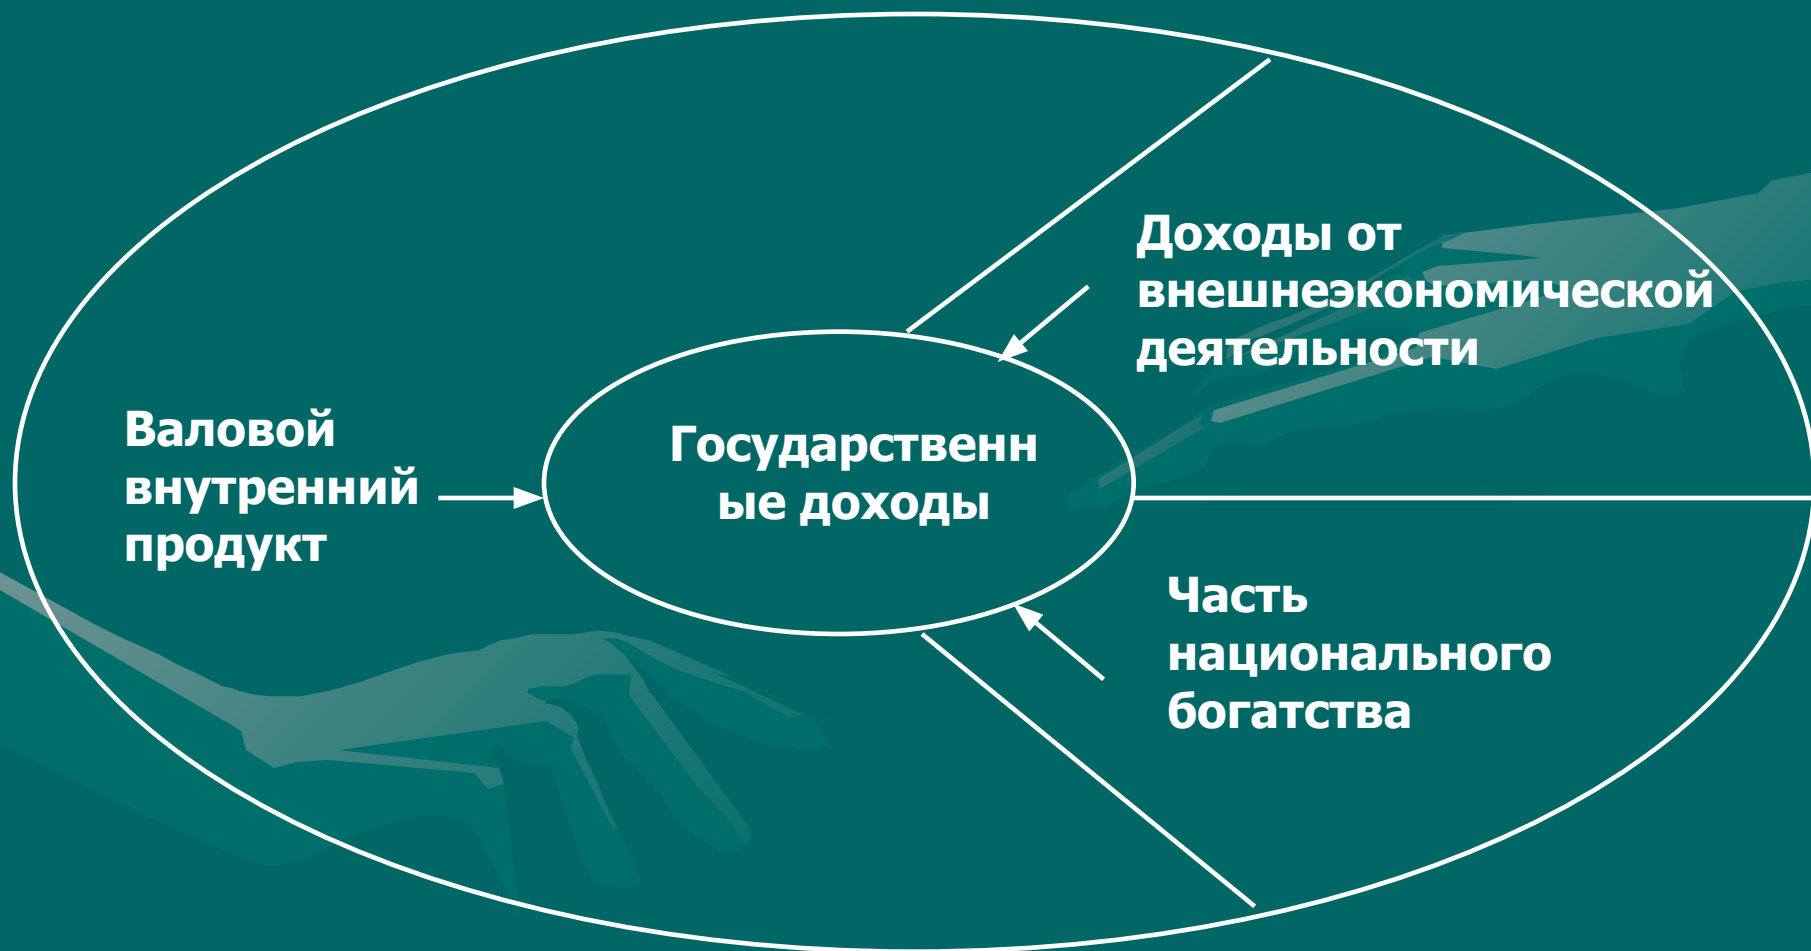 Доходы от
внешнеэкономической
деятельности
Валовой
внутренний
продукт
Государственн
ые доходы
Часть
национального
богатства